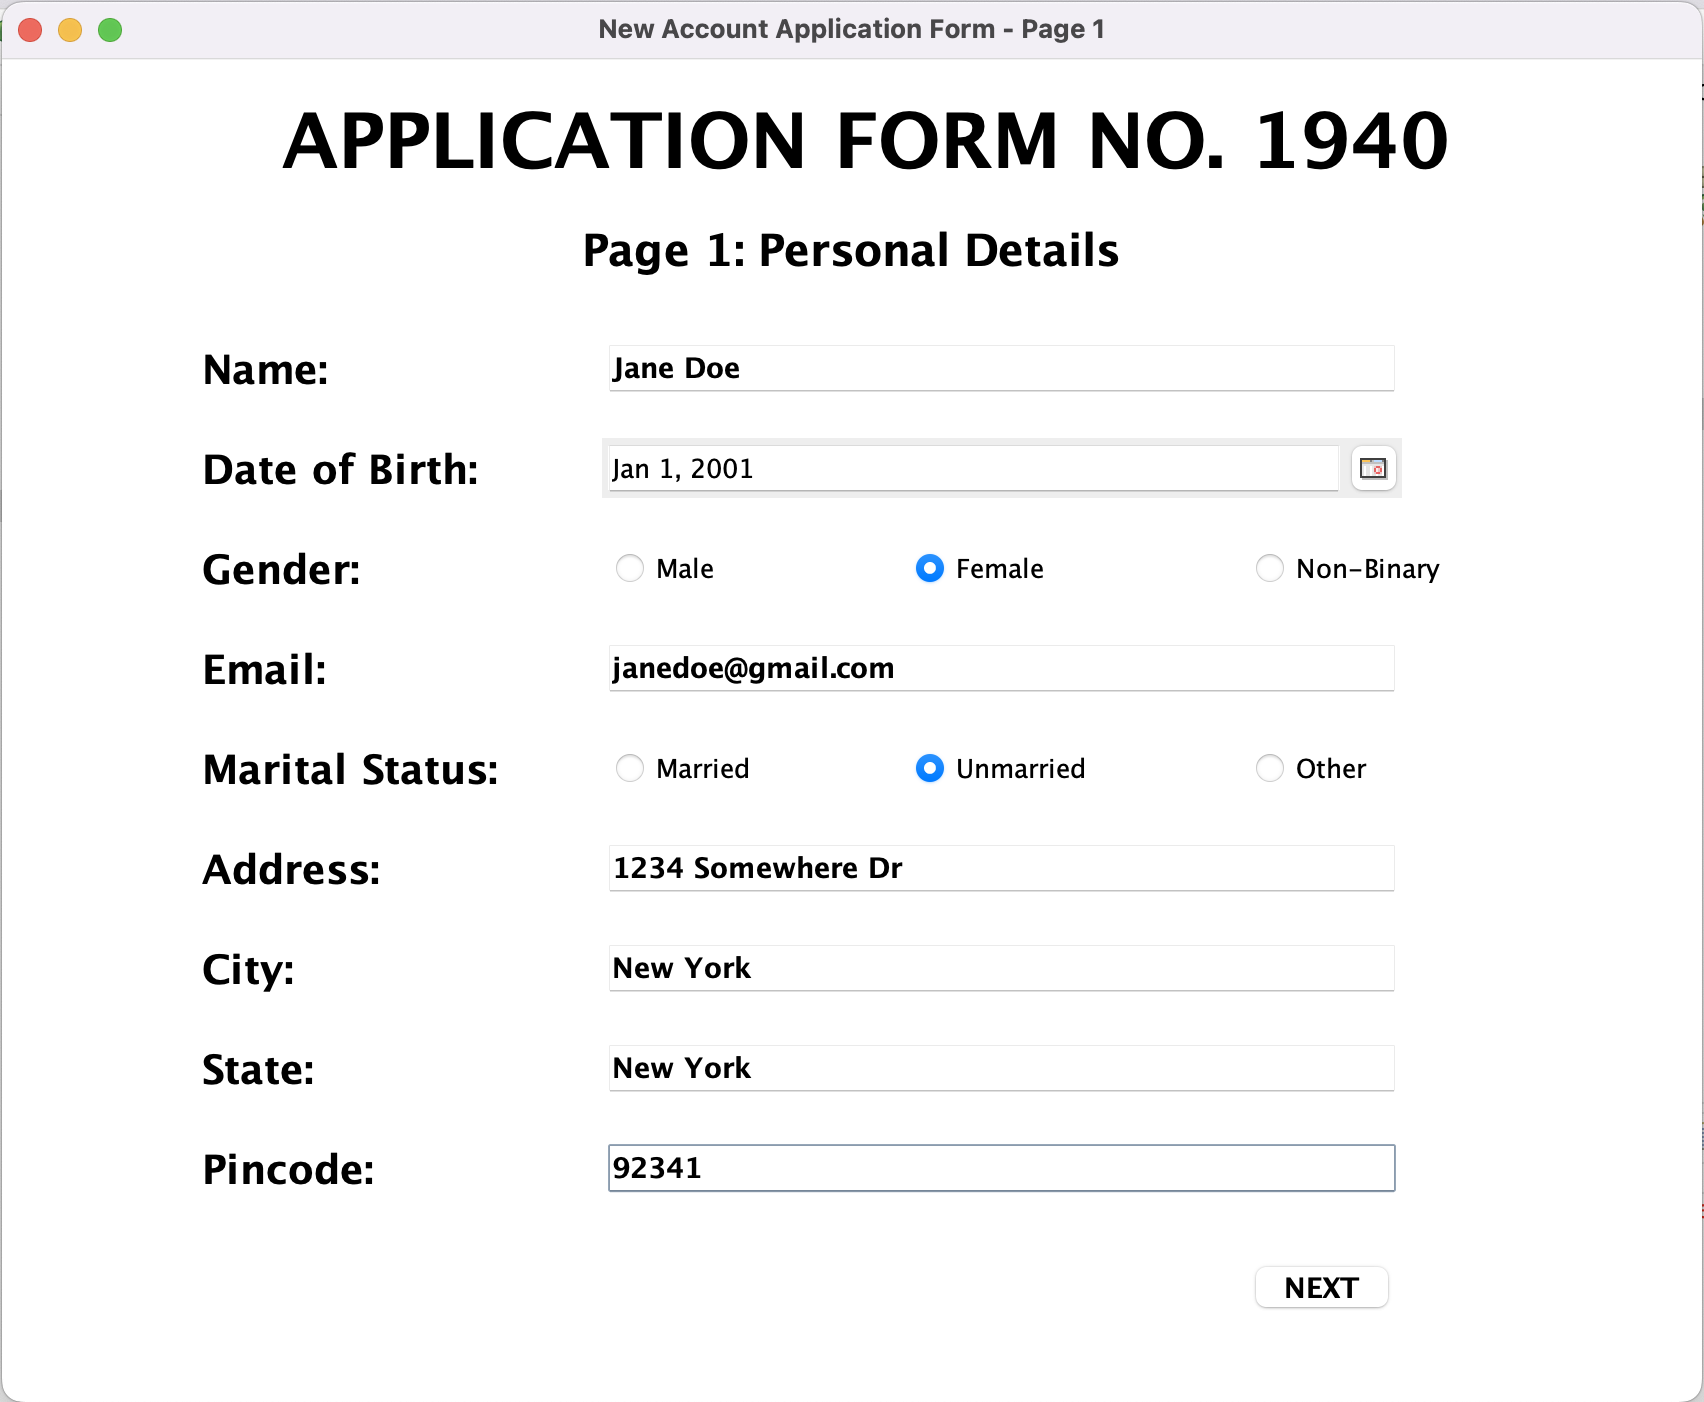 New Account Application Form - Page 1
APPLICATION FORM NO. 1940
Page 1: Personal Details
Name: Jane Doe
Date of Birth: Jan 1, 2001
Gender: Male Female Non-Binary
Email: janedoe@gmail.com
Marital Status: Married Unmarried Other
Address: 1234 Somewhere Dr
City: New York
State: New York
Pincode: 92341
NEXT